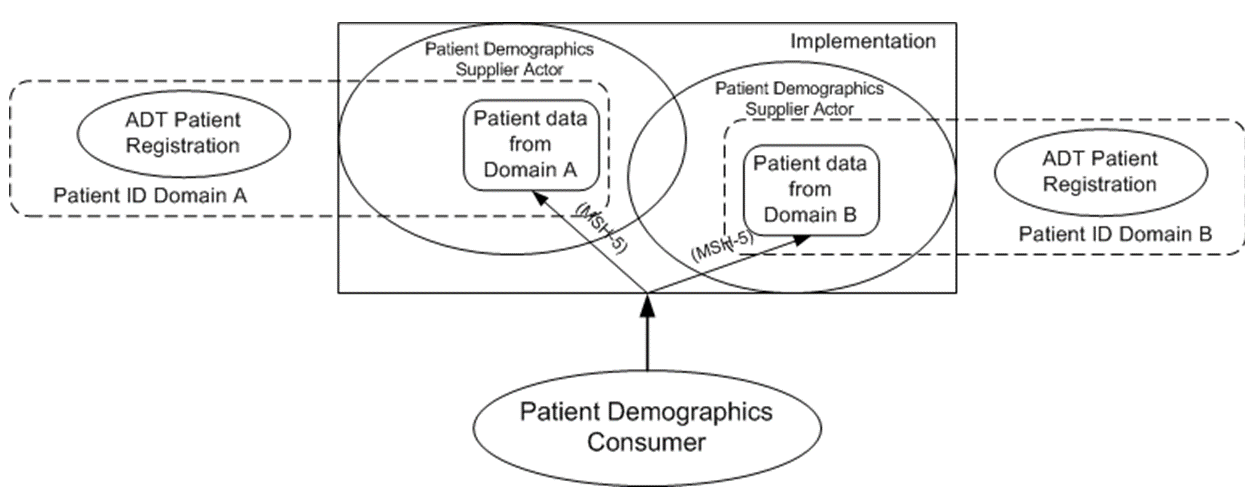 Implementation
Patient Demographics
Supplier Actor
Patient Demographics
Supplier Actor
ADT Patient
Registration
Patient ID Domain A
Patient data
from
Domain A
Patient data
from
Domain B
ADT Patient
Registration
Patient ID Domain B
(MSH-5)
(MSH-5)
Patient Demographics
Consumer